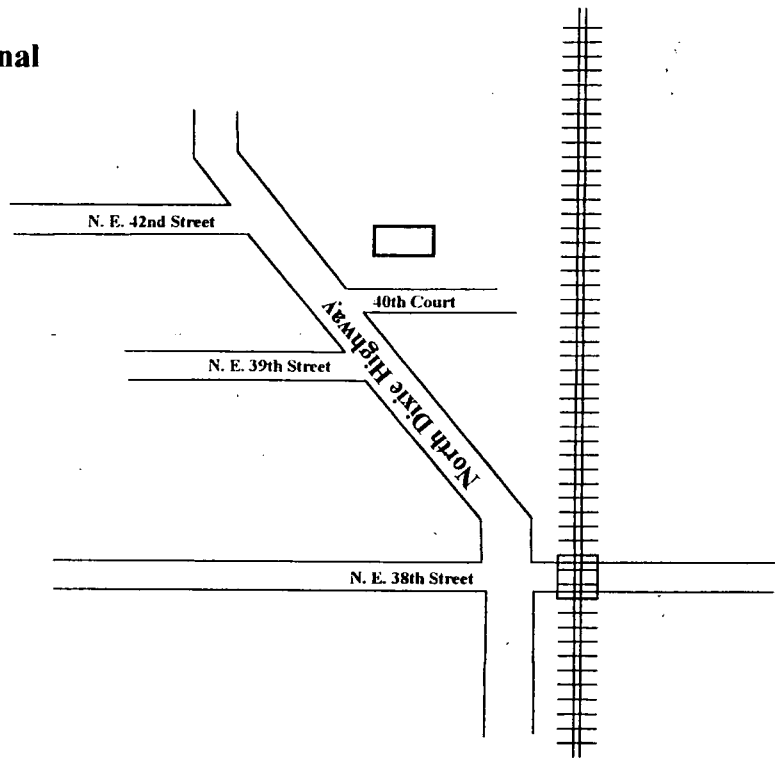 nal
N. E. 42nd Street
40th Court
N. E. 39th Street
North Dixie Highway
N. E. 38th Street